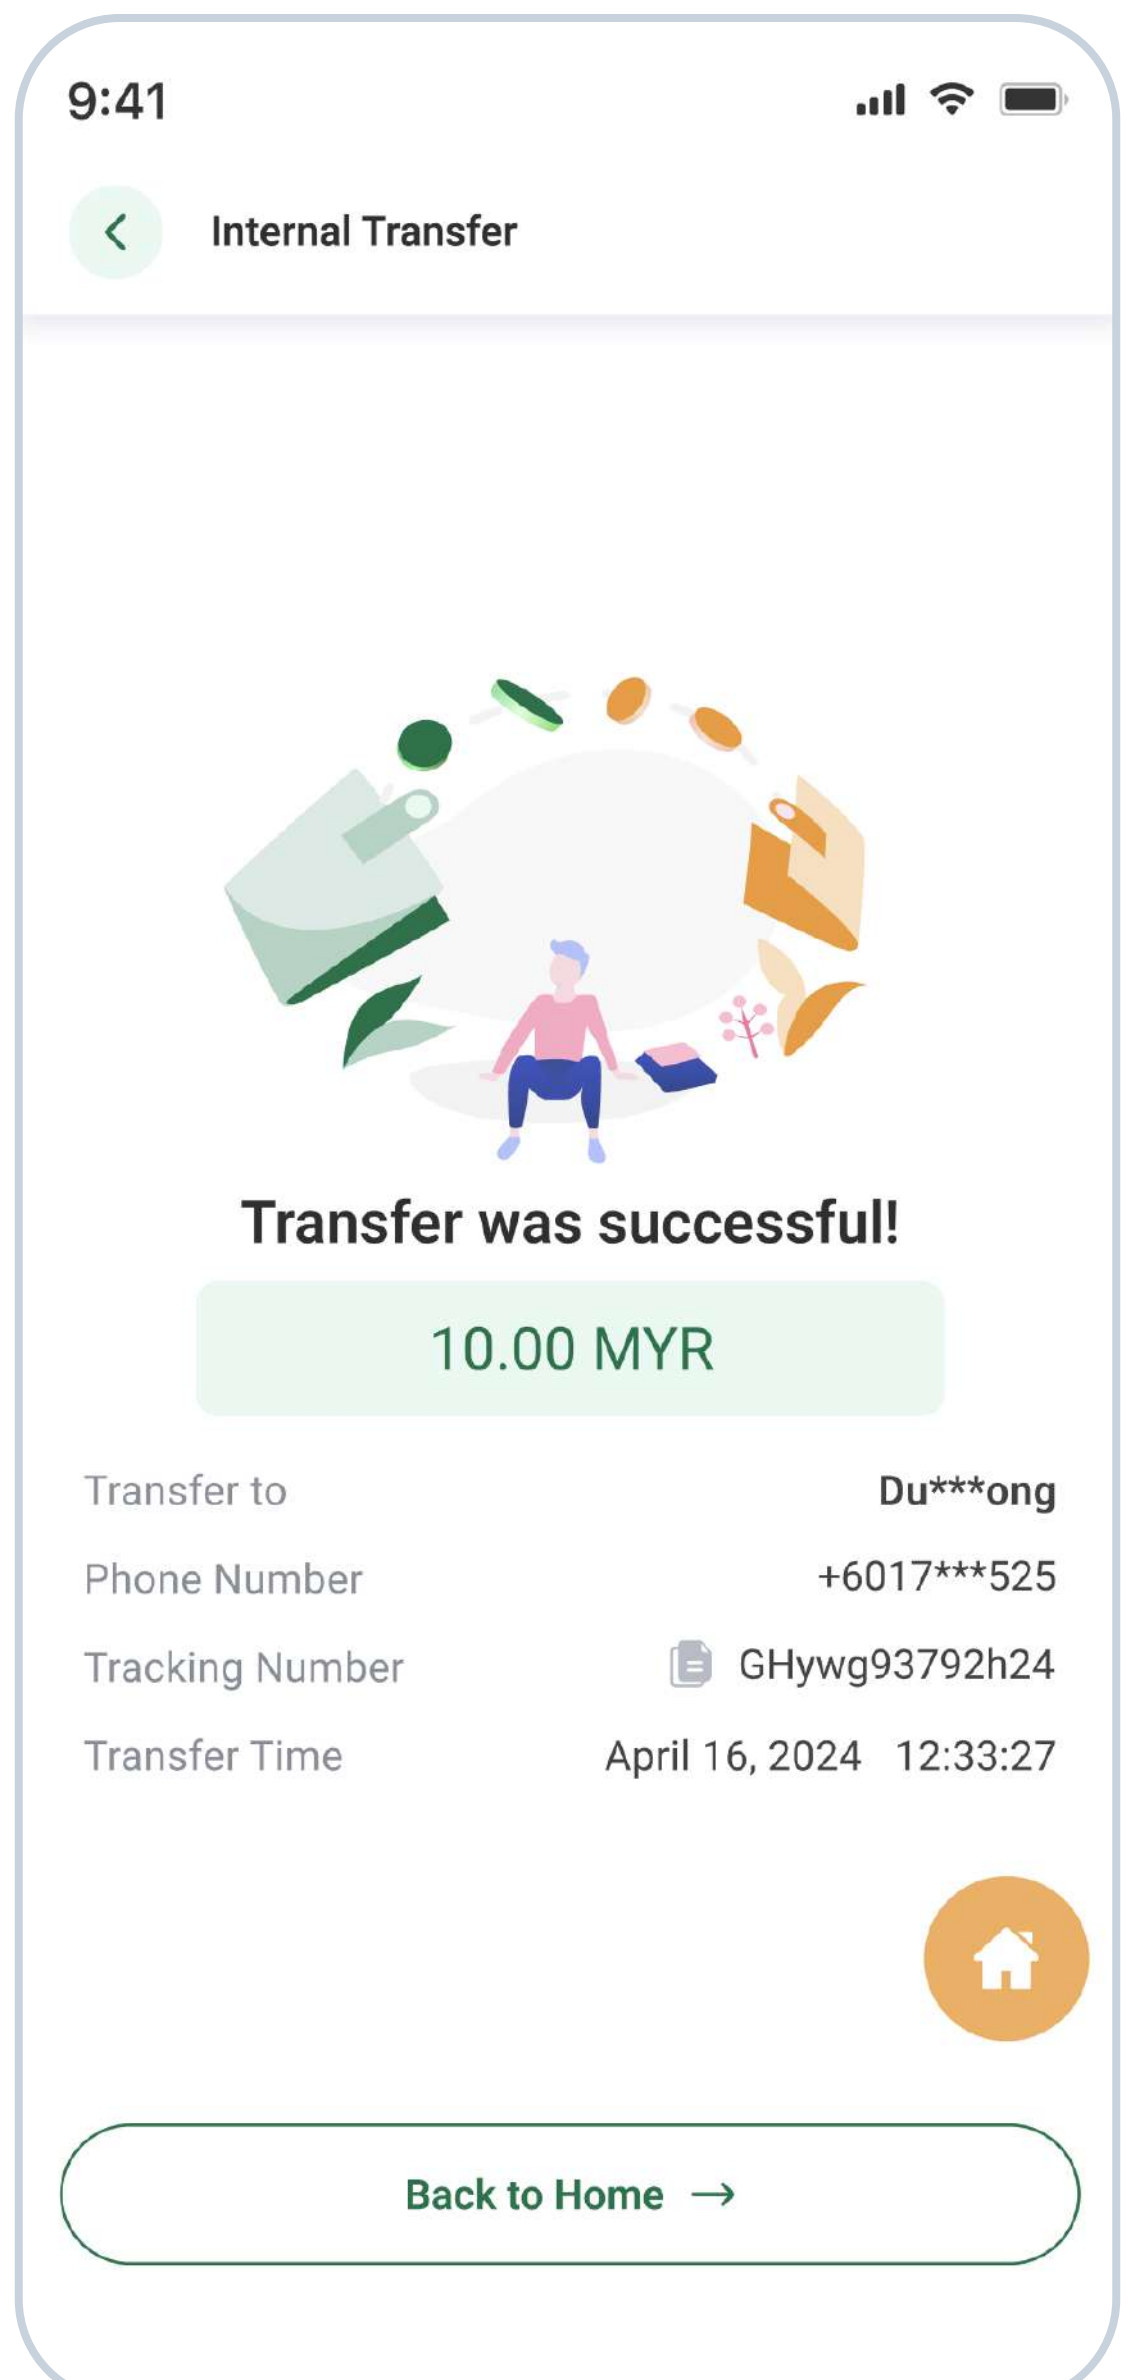 9:41
Internal Transfer
Transfer was successful!
10.00 MYR
Transfer to Du***ong
Phone Number +6017***525
Tracking Number GHywg93792h24
Transfer Time April 16, 2024 12:33:27
Back to Home →